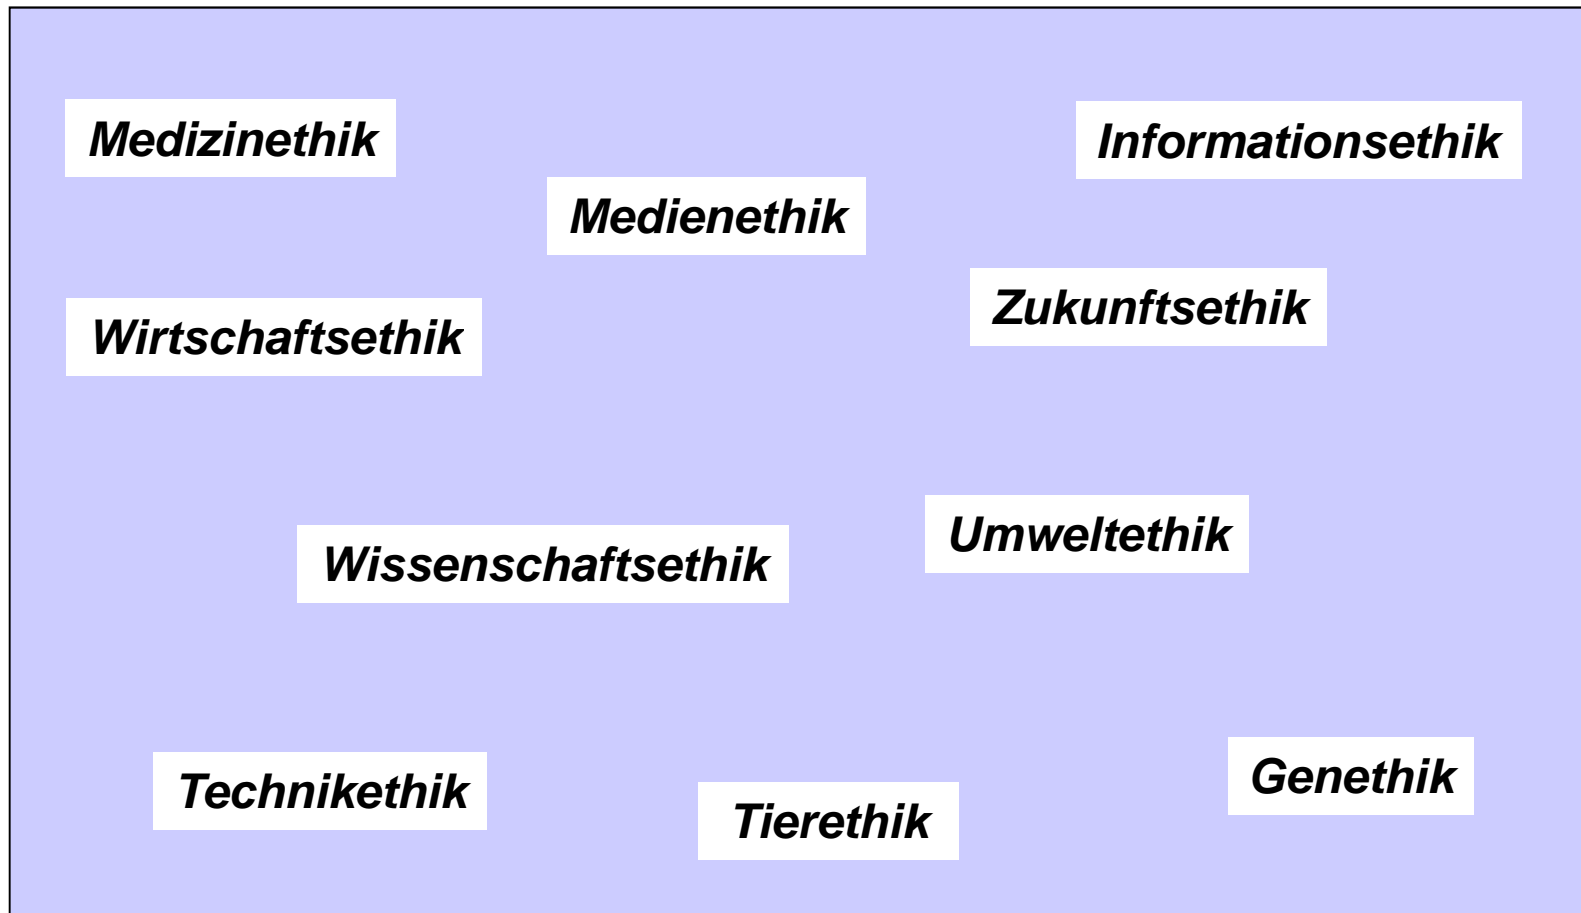 Medizinethik
Informationsethik
Medienethik
Zukunftsethik
Wirtschaftsethik
Umweltethik
Wissenschaftsethik
Genethik
Technikethik
Tierethik